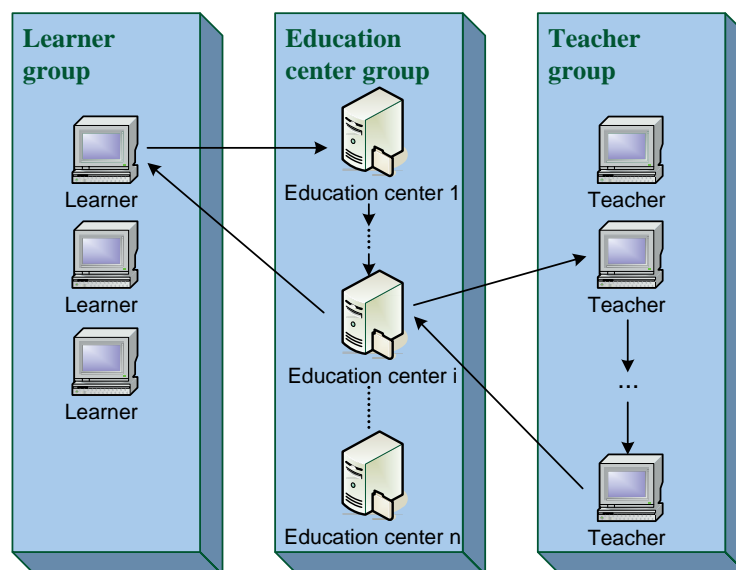 Learner
group
Learner
Learner
Learner
Education
center group
Education center 1
Education center i
Education center n
Teacher
group
Teacher
Teacher
...
Teacher